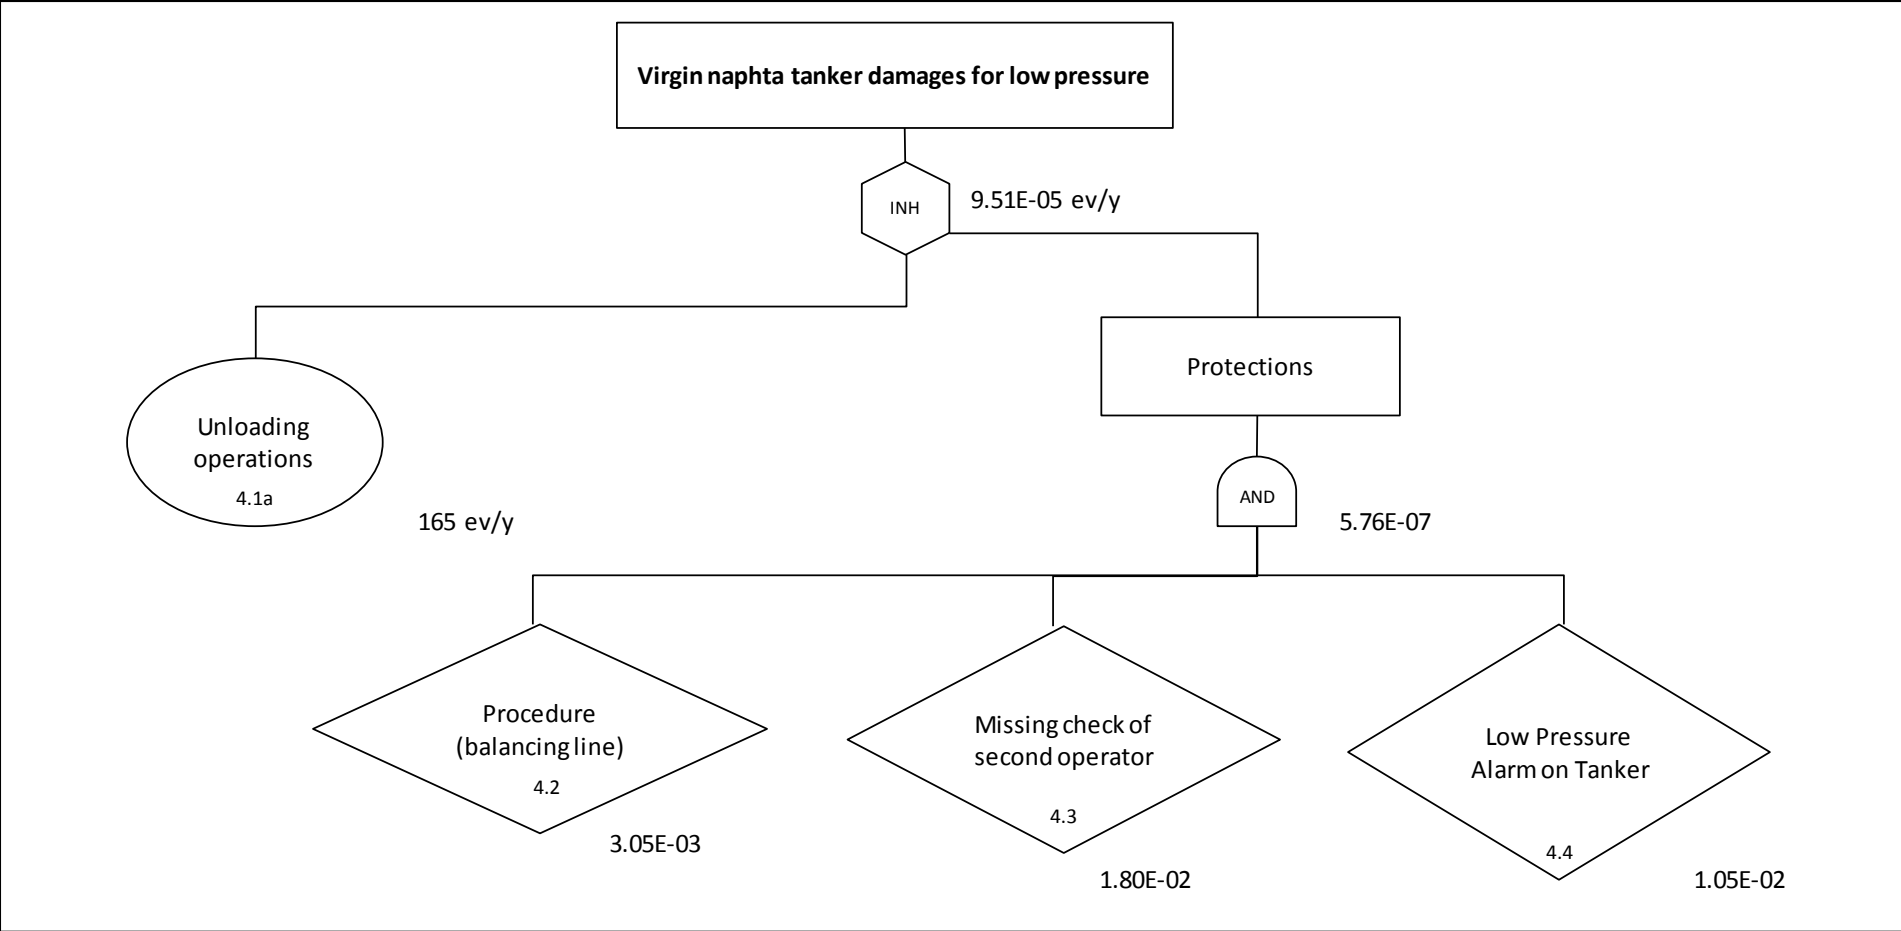 Virgin naphta tanker damages for low pressure
INH
9.51E-05 ev/y
Protections
Unloading
operations
4.1a
165 ev/y
AND
5.76E-07
Procedure
(balancing line)
4.2
3.05E-03
Missing check of
second operator
4.3
1.80E-02
Low Pressure
Alarm on Tanker
4.4
1.05E-02